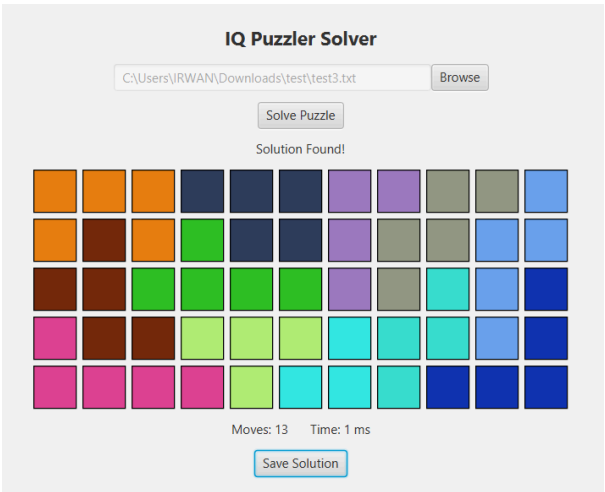 IQ Puzzler Solver
C:\Users\IRWAN\Downloads\test\test3.txt Browse
Solve Puzzle
Solution Found!
Moves: 13 Time: 1 ms
Save Solution